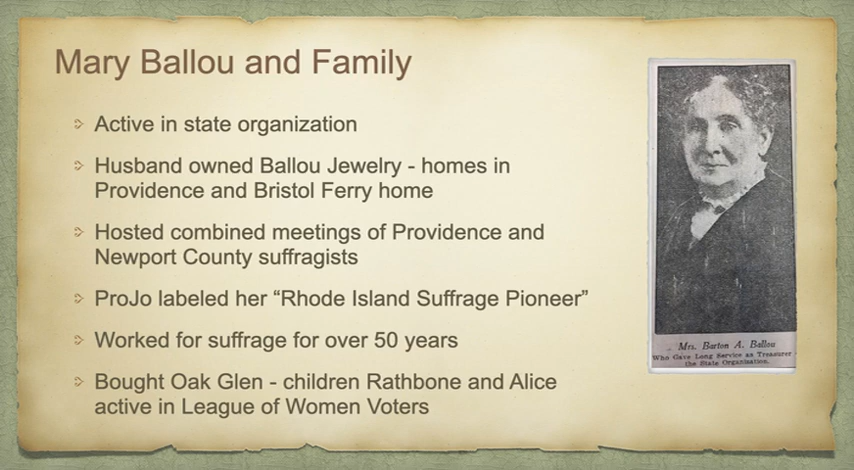 Mary Ballou and Family
Active in state organization
Husband owned Ballou Jewelry - homes in
Providence and Bristol Ferry home
Hosted combined meetings of Providence and
Newport County suffragists
ProJo labeled her “Rhode Island Suffrage Pioneer”
Worked for suffrage for over 50 years
Bought Oak Glen - children Rathbone and Alice
active in League of Women Voters
Mrs. Barton A. Ballou
Who Gave Long Service as Treasurer
the State Organization.